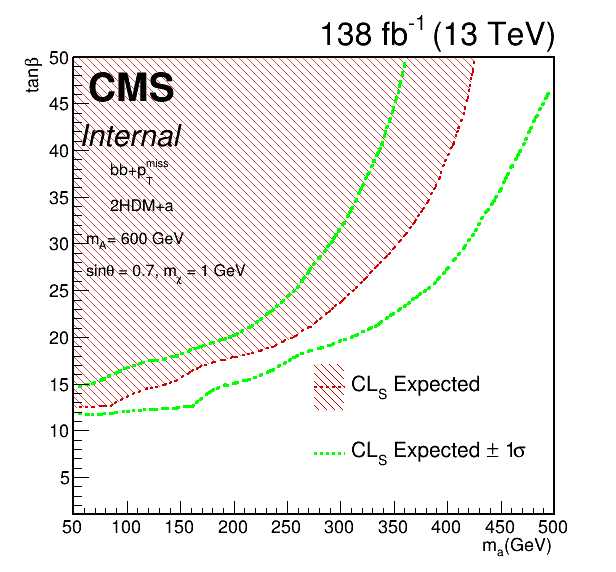 138 fb-1 (13 TeV)
tanβ
50
45
40
35
30
25
20
15
10
5
CMS
Internal
bb+pTmiss
2HDM+a
mA= 600 GeV
sinθ = 0.7, mχ = 1 GeV
CLS Expected
CLS Expected ± 1σ
50 100 150 200 250 300 350 400 450 500
ma(GeV)